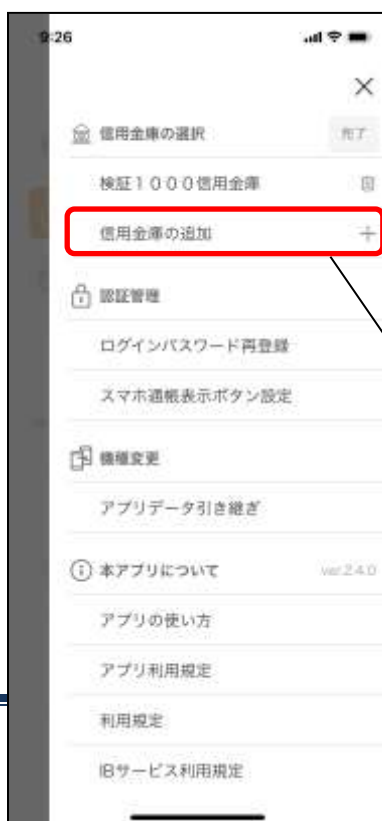 9:26
信用金庫の選択 完了
検証1000信用金庫
信用金庫の追加
認証管理
ログインパスワード再登録
スマホ通帳表示ボタン設定
機種変更
アプリデータ引き継ぎ
本アプリについて ver.2.4.0
アプリの使い方
アプリ利用規定
利用規定
IBサービス利用規定